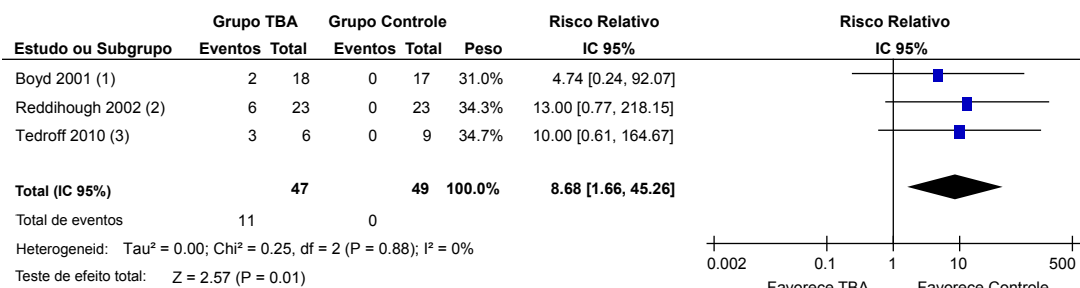 Grupo TBA Grupo Controle Risco Relativo Risco Relativo
Estudo ou Subgrupo Eventos Total Eventos Total Peso IC 95% IC 95%
Boyd 2001 (1) 2 18 0 17 31.0% 4.74 [0.24, 92.07]
Reddihough 2002 (2) 6 23 0 23 34.3% 13.00 [0.77, 218.15]
Tedroff 2010 (3) 3 6 0 9 34.7% 10.00 [0.61, 164.67]
Total (IC 95%) 47 49 100.0% 8.68 [1.66, 45.26]
Total de eventos 11 0
Heterogeneid: Tau² = 0.00; Chi² = 0.25, df = 2 (P = 0.88); I² = 0%
Teste de efeito total: Z = 2.57 (P = 0.01)
0.002 0.1 1 10 500
Favorece TBA Favorece Controle